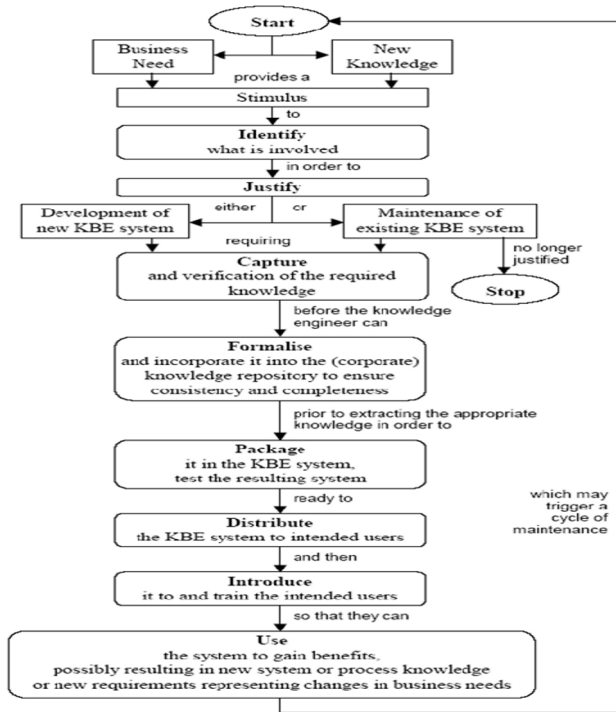 Start
Business
Need
New
Knowledge
provides a
Stimulus
to
Identify
what is involved
in order to
Justify
either or
Development of
new KBE system
Maintenance of
existing KBE system
requiring
no longer
justified
Stop
Capture
and verification of the required
knowledge
before the knowledge
engineer can
Formalise
and incorporate it into the (corporate)
knowledge repository to ensure
consistency and completeness
prior to extracting the appropriate
knowledge in order to
Package
it in the KBE system,
test the resulting system
ready to
Distribute
the KBE system to intended users
and then
Introduce
it to and train the intended users
so that they can
Use
the system to gain benefits,
possibly resulting in new system or process knowledge
or new requirements representing changes in business needs
which may
trigger a
cycle of
maintenance